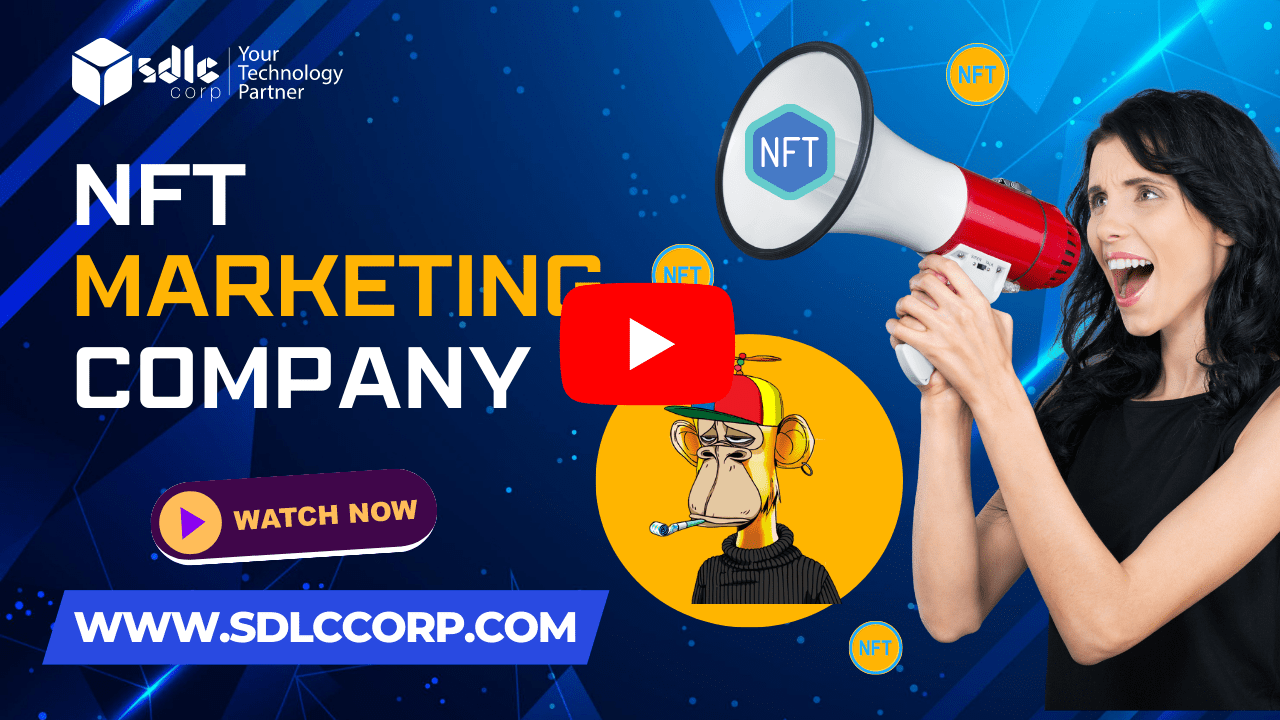 sdlc
corp
Your
Technology
Partner
NFT
MARKETING
COMPANY
WATCH NOW
WWW.SDLCCORP.COM
NFT
NFT
NFT
NFT